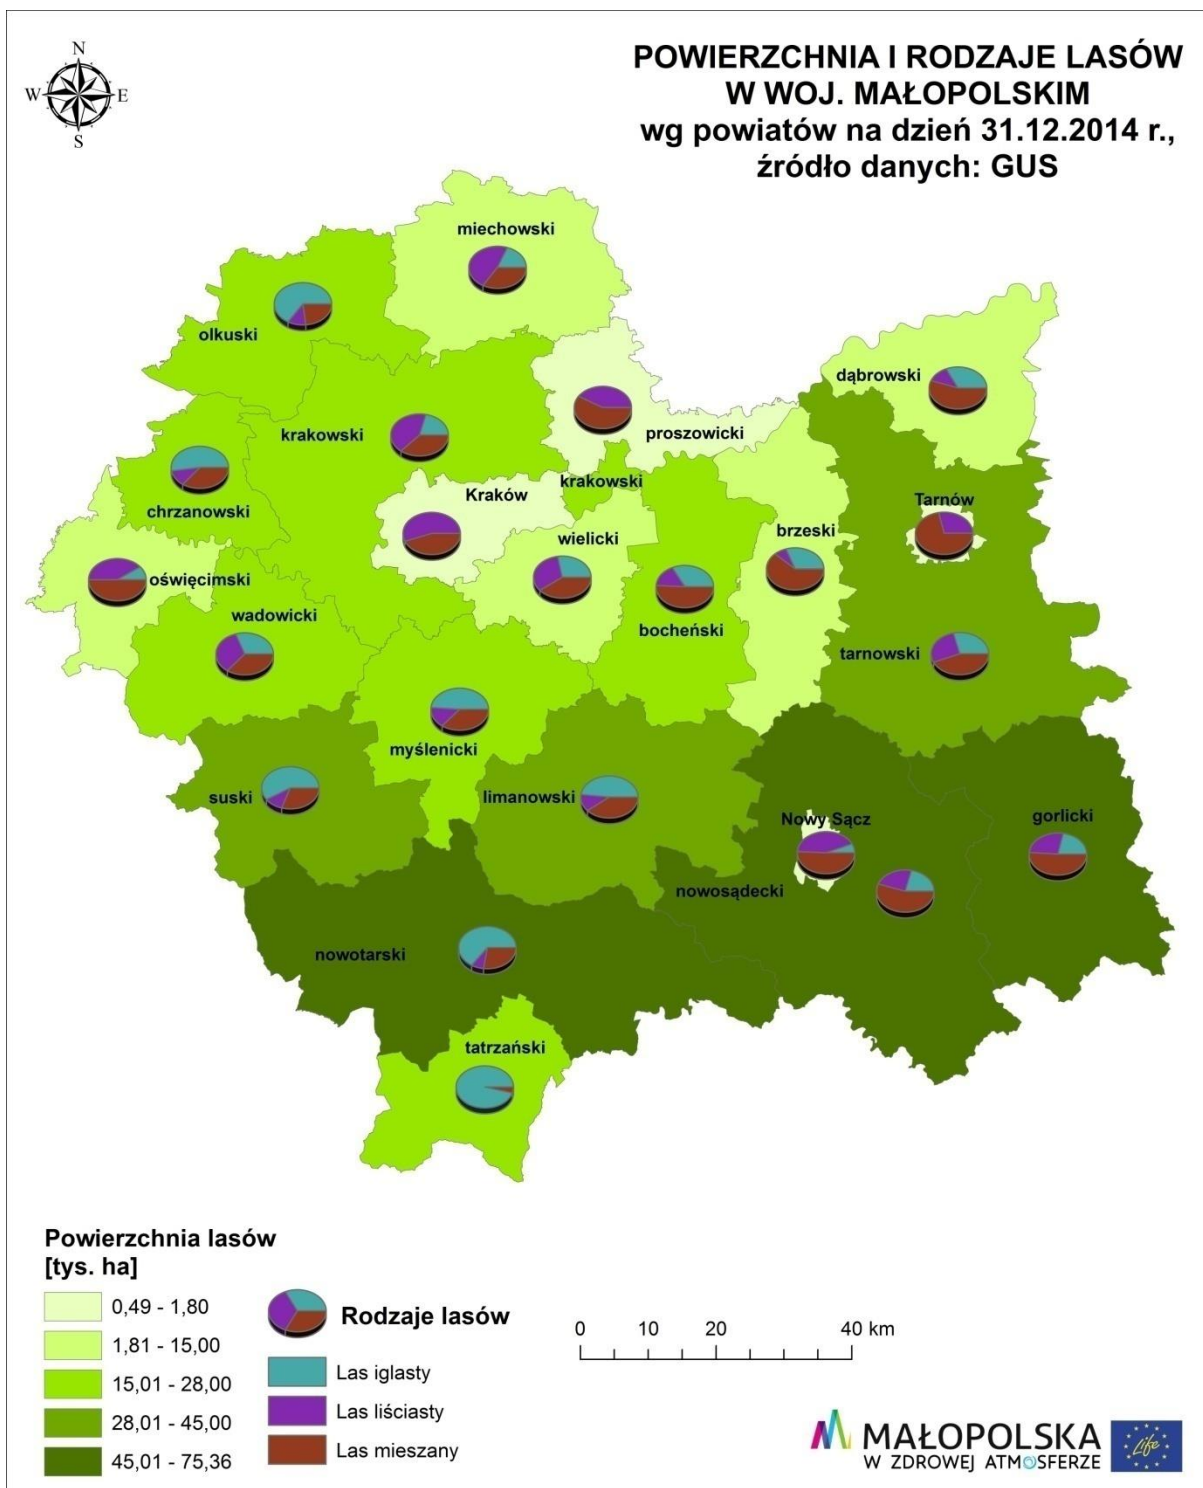 POWIERZCHNIA I RODZAJE LASÓW
W WOJ. MAŁOPOLSKIM
wg powiatów na dzień 31.12.2014 r.,
źródło danych: GUS
N
W E
S
miechowski
olkuski
dąbrowski
krakowski
proszowicki
krakowski
Kraków
Tarnów
chrzanowski
wielicki
brzeski
oświęcimski
wadowicki
bocheński
tarnowski
myślenicki
suski
limanowski
Nowy Sącz
gorlicki
nowosądecki
nowotarski
tatrzański
Powierzchnia lasów
[tys. ha]
0,49 - 1,80
1,81 - 15,00
15,01 - 28,00
28,01 - 45,00
45,01 - 75,36
Rodzaje lasów
Las iglasty
Las liściasty
Las mieszany
0 10 20 40 km
MAŁOPOLSKA
W ZDROWEJ ATMOSFERZE
Life